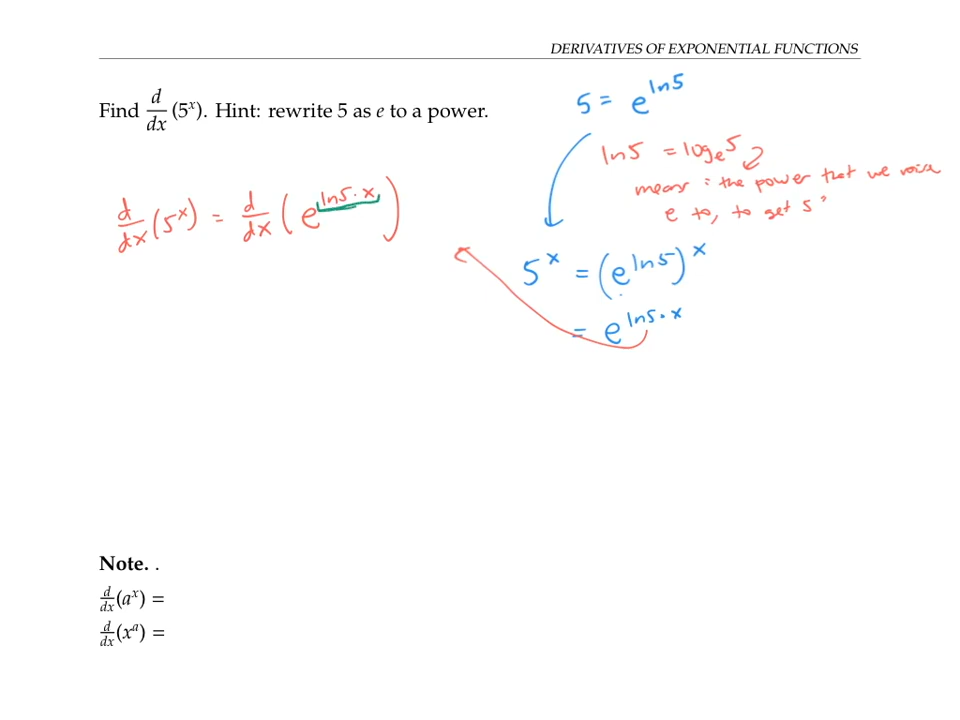 DERIVATIVES OF EXPONENTIAL FUNCTIONS
Find d/dx (5^x). Hint: rewrite 5 as e to a power.
5 = e^{ln5}
ln5 = log_e 5
means : the power that we raise
e to, to get 5
d/dx (5^x) = d/dx ( e^{ln5·x} )
5^x = (e^{ln5})^x
= e^{ln5·x}
Note. .
d/dx (a^x) =
d/dx (x^a) =